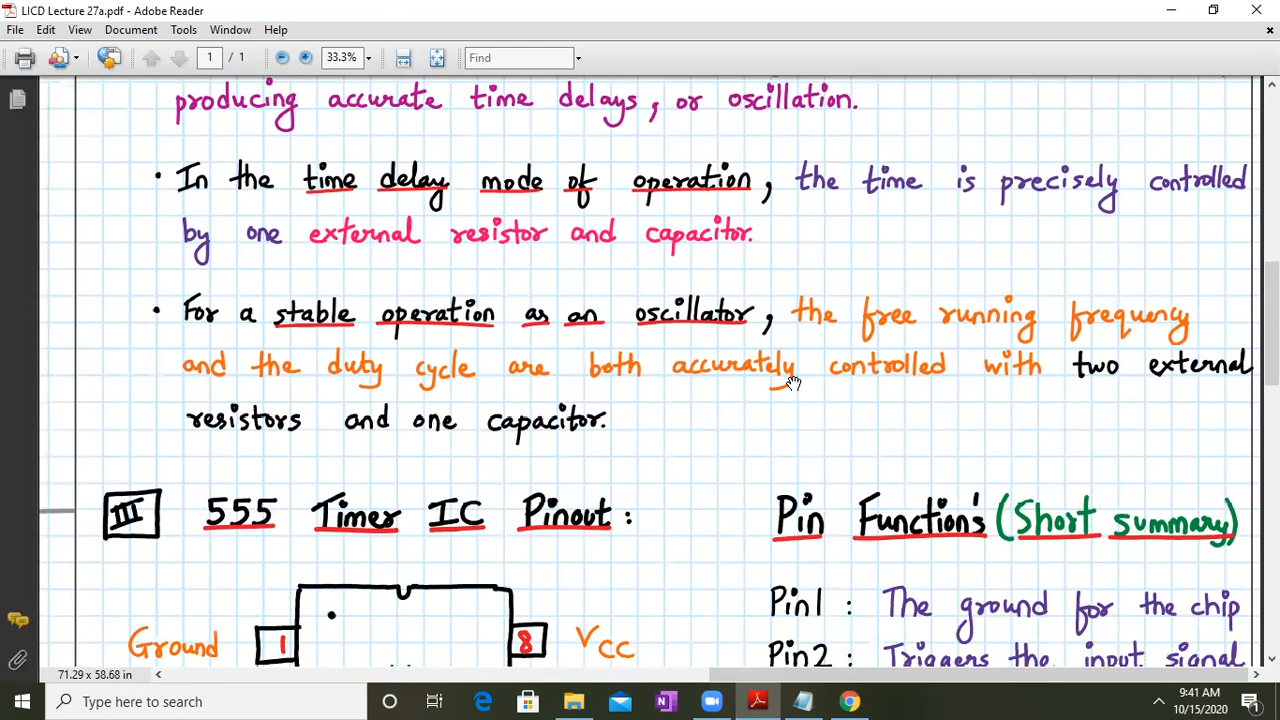 LICD Lecture 27a.pdf - Adobe Reader
File Edit View Document Tools Window Help
1 / 1 33.3% Find
producing accurate time delays, or oscillation.
• In the time delay mode of operation, the time is precisely controlled
by one external resistor and capacitor.
• For a stable operation as an oscillator, the free running frequency
and the duty cycle are both accurately controlled with two external
resistors and one capacitor.
III 555 Timer IC Pinout : Pin Function's (Short summary)
Pin1 : The ground for the chip
Ground 1 8 VCC
Pin2 : Triggers the input signal
71.29 x 58.68 in
Type here to search
9:41 AM
10/15/2020